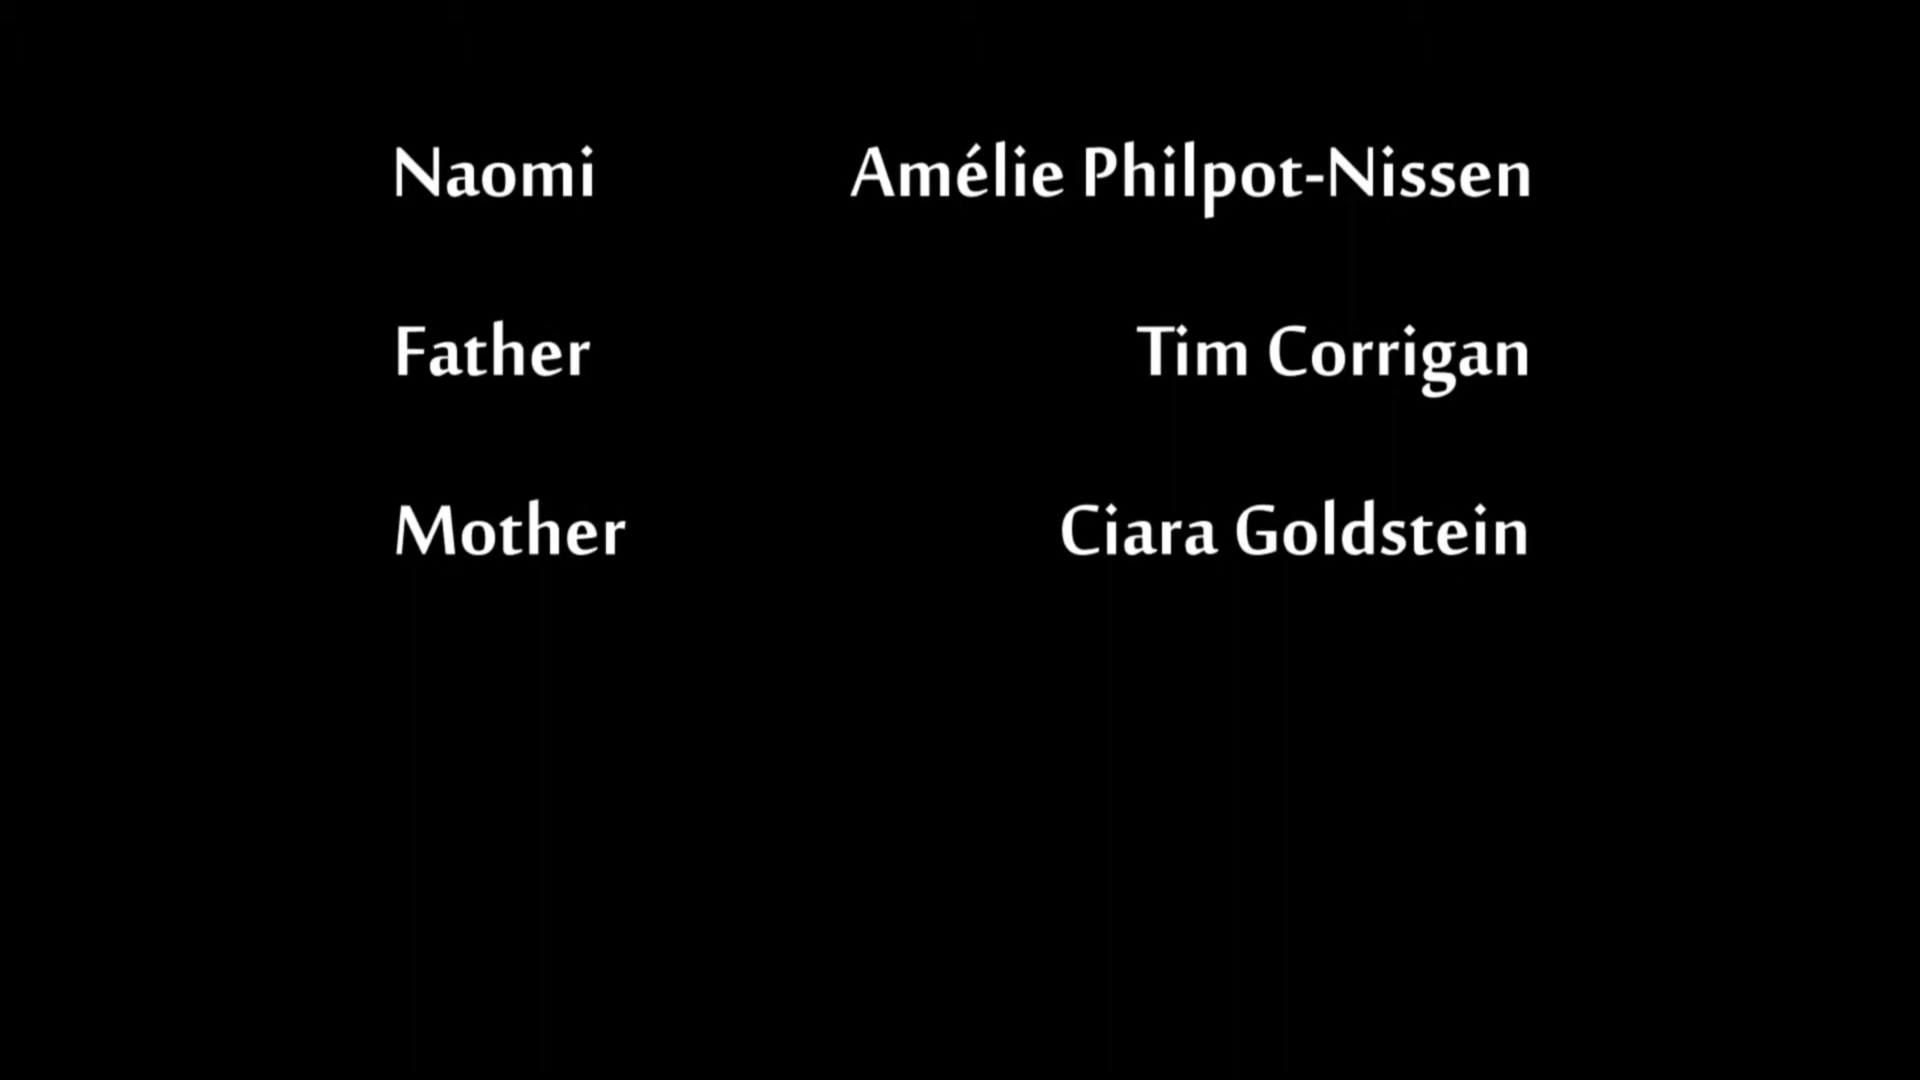 Naomi Amélie Philpot-Nissen
Father Tim Corrigan
Mother Ciara Goldstein